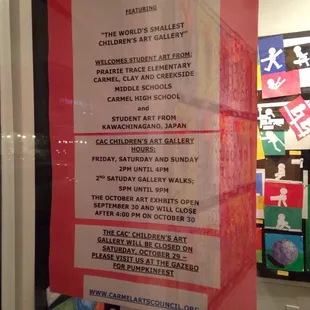 FEATURING
"THE WORLD'S SMALLEST
CHILDREN'S ART GALLERY"
WELCOMES STUDENT ART FROM:
PRAIRIE TRACE ELEMENTARY
CARMEL, CLAY AND CREEKSIDE
MIDDLE SCHOOLS
CARMEL HIGH SCHOOL
and
STUDENT ART FROM
KAWACHINAGANO, JAPAN
CAC CHILDREN'S ART GALLERY
HOURS:
FRIDAY, SATURDAY AND SUNDAY
2PM UNTIL 4PM
2ND SATUDAY GALLERY WALKS;
5PM UNTIL 9PM
THE OCTOBER ART EXHIBITS OPEN
SEPTEMBER 30 AND WILL CLOSE
AFTER 4:00 PM ON OCTOBER 30
THE CAC' CHILDREN'S ART
GALLERY WILL BE CLOSED ON
SATURDAY, OCTOBER 29 –
PLEASE VISIT US AT THE GAZEBO
FOR PUMPKINFEST
WWW.CARMELARTSCOUNCIL.ORG